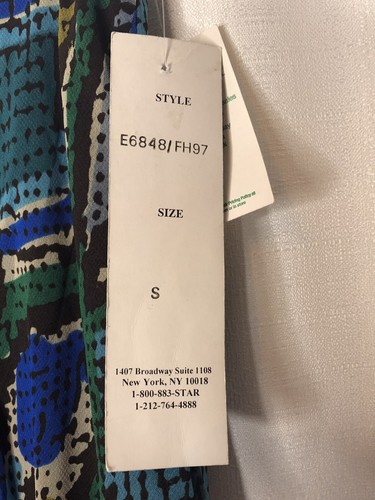 STYLE
E6848/FH97
SIZE
S
1407 Broadway Suite 1108
New York, NY 10018
1-800-883-STAR
1-212-764-4888